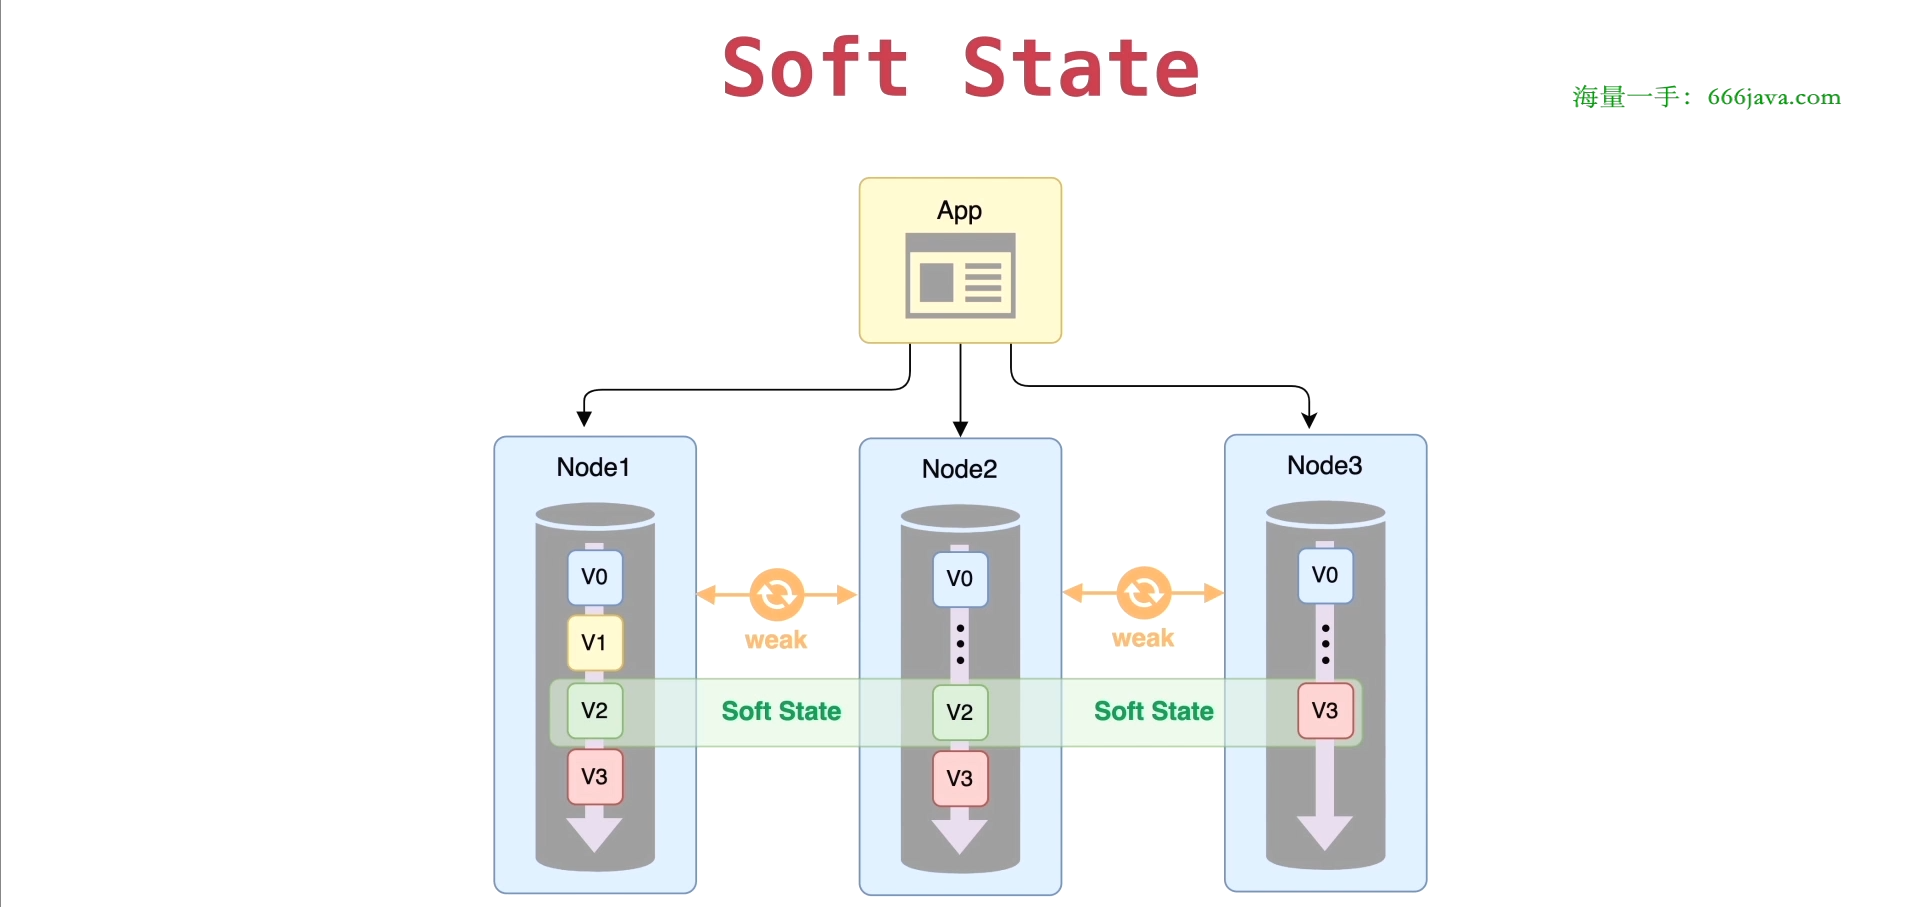 Soft State
海量一手：666java.com
App
Node1
Node2
Node3
V0
V1
V2
V3
weak
V0
V2
V3
weak
V0
V3
Soft State
Soft State